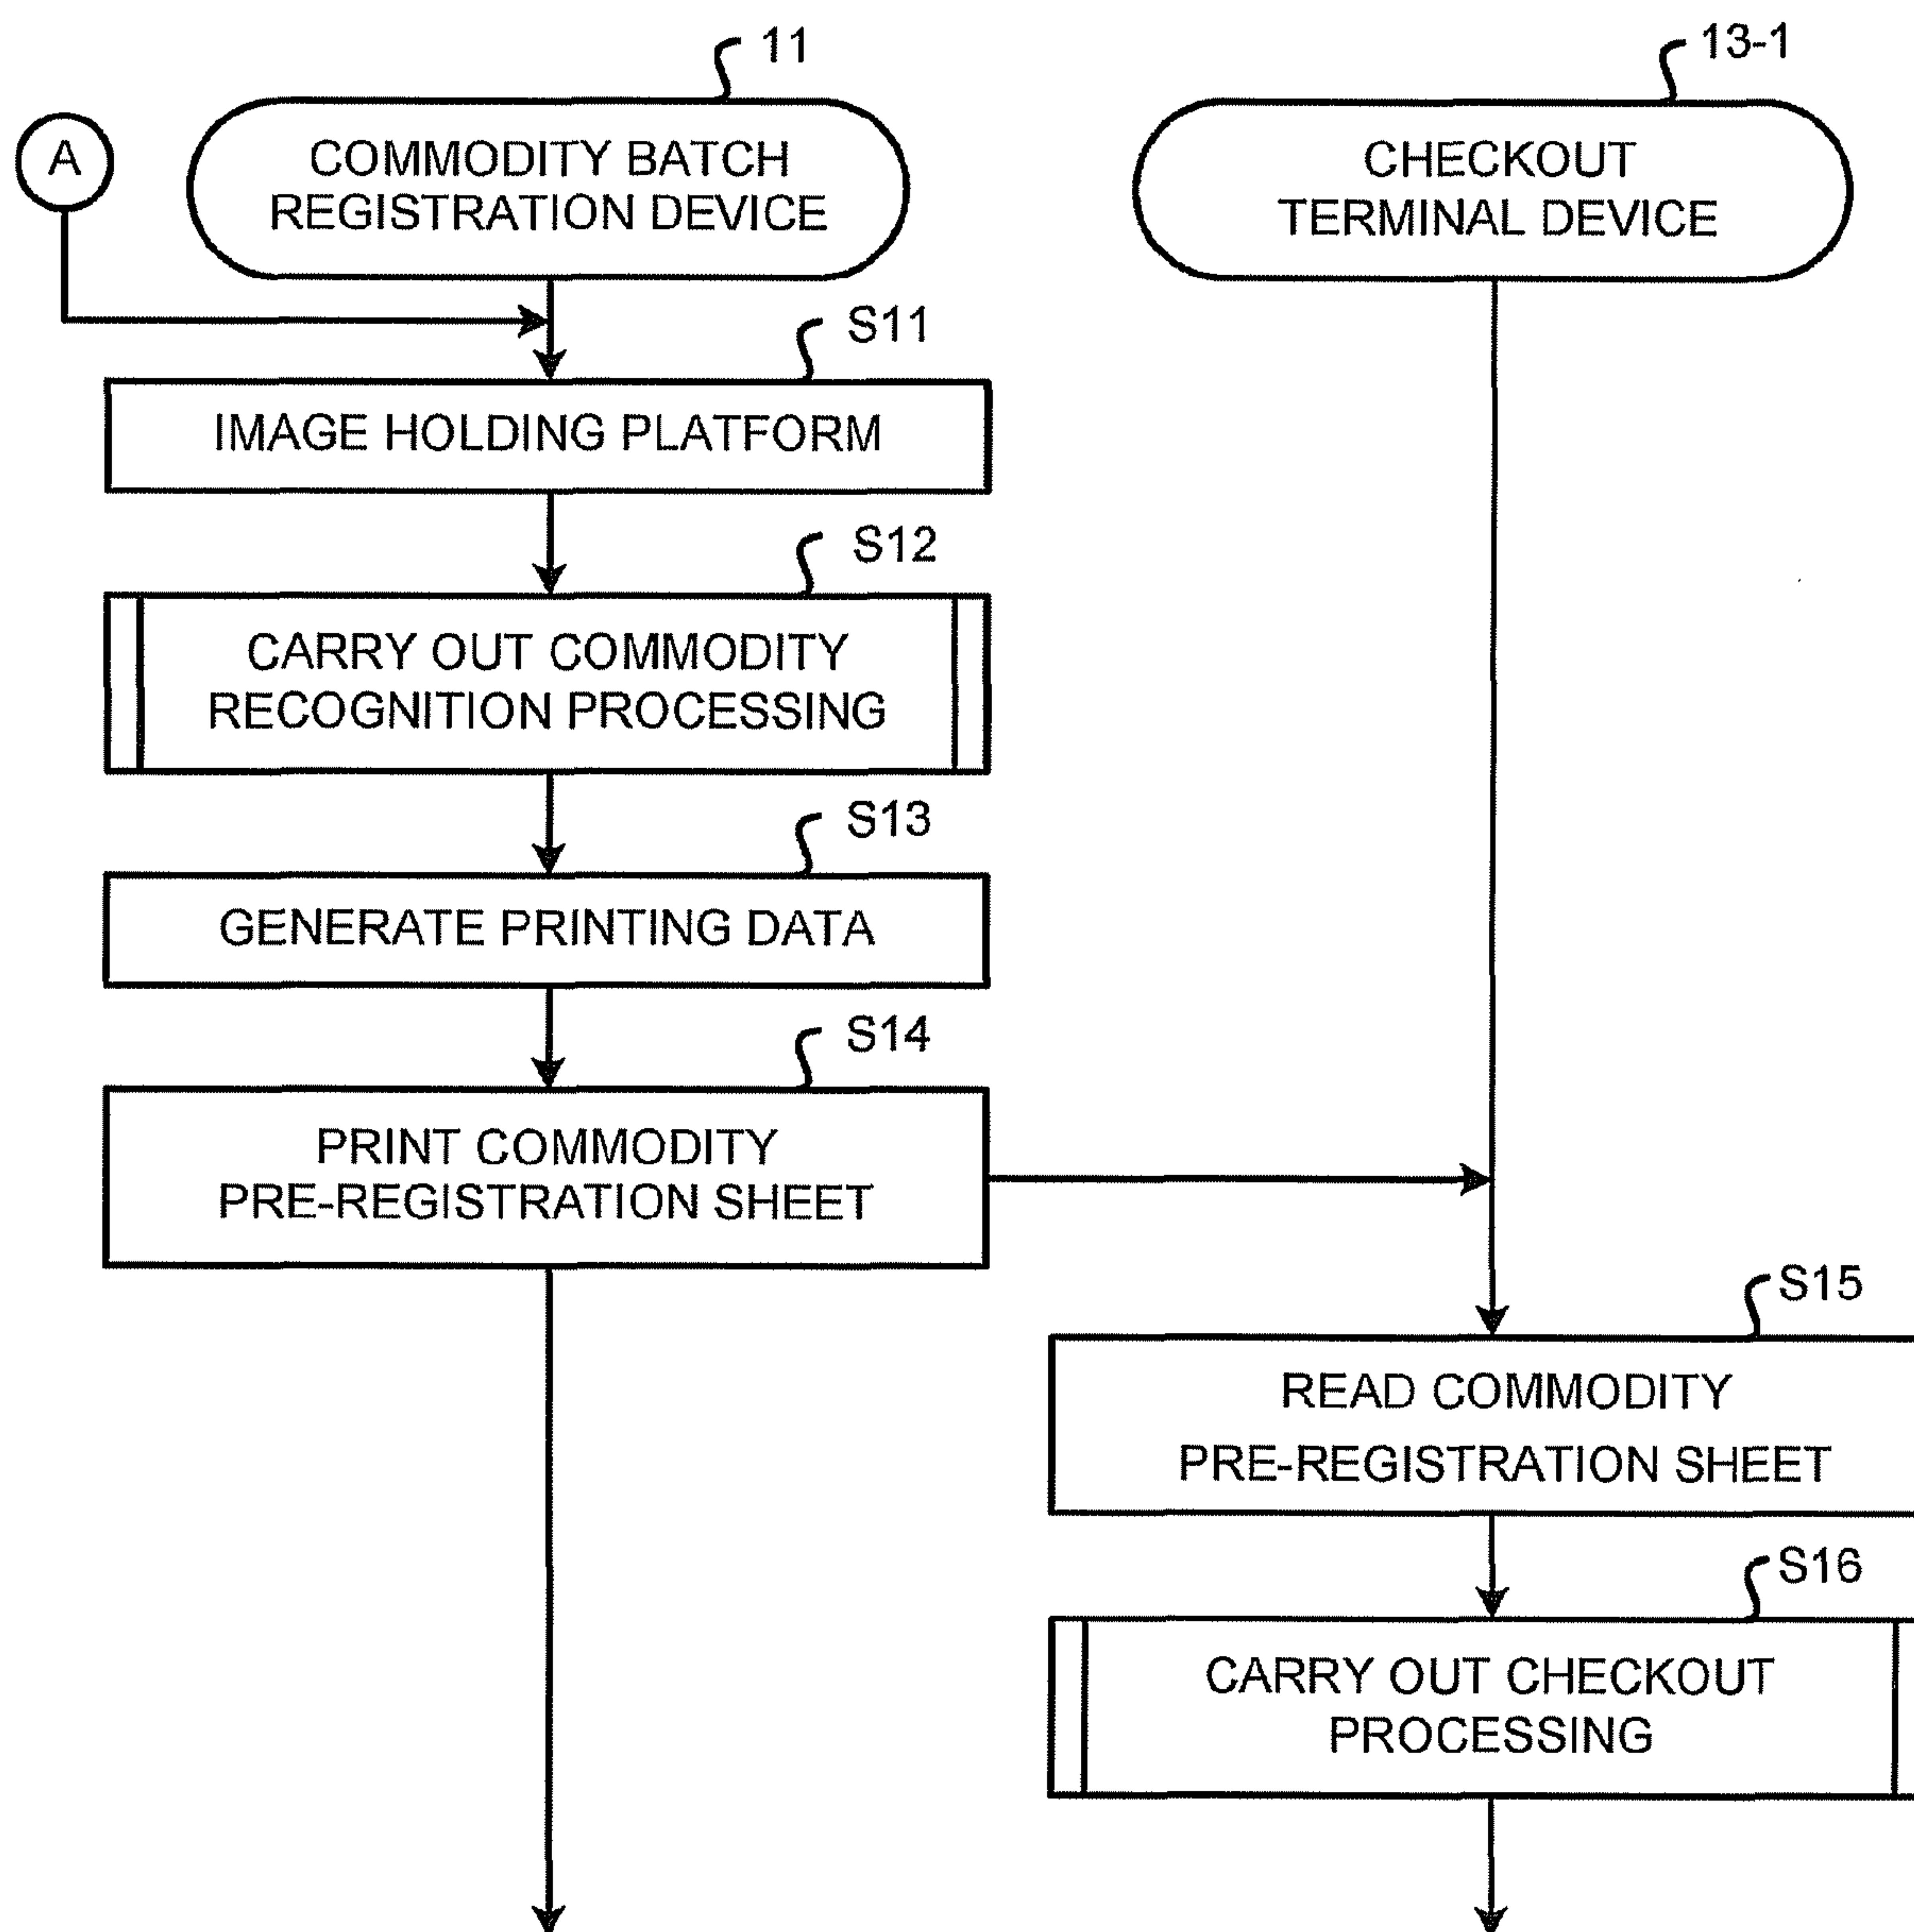 11
13-1
A
COMMODITY BATCH
REGISTRATION DEVICE
CHECKOUT
TERMINAL DEVICE
S11
IMAGE HOLDING PLATFORM
S12
CARRY OUT COMMODITY
RECOGNITION PROCESSING
S13
GENERATE PRINTING DATA
S14
PRINT COMMODITY
PRE-REGISTRATION SHEET
S15
READ COMMODITY
PRE-REGISTRATION SHEET
S16
CARRY OUT CHECKOUT
PROCESSING